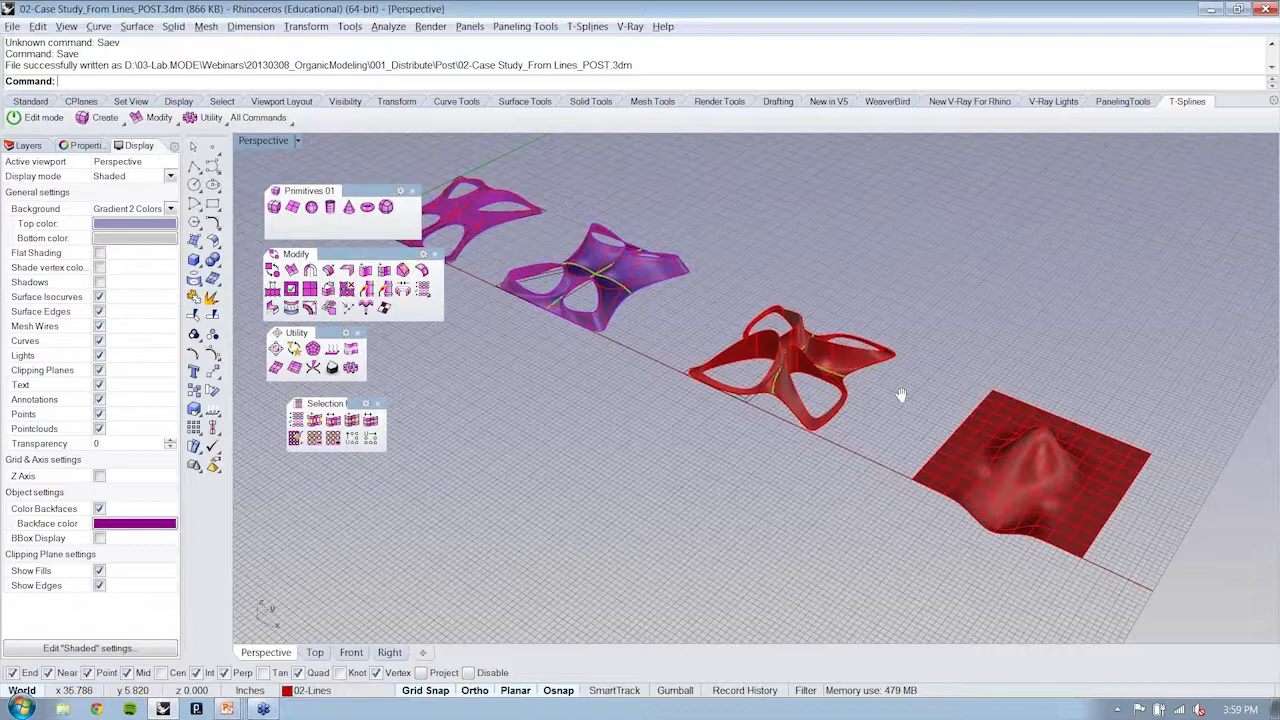 02-Case Study_From Lines_POST.3dm (866 KB) - Rhinoceros (Educational) (64-bit) - [Perspective]
File Edit View Curve Surface Solid Mesh Dimension Transform Tools Analyze Render Panels Paneling Tools T-Splines V-Ray Help
Unknown command: Saev
Command: Save
File successfully written as D:\03-Lab.MODE\Webinars\20130308_OrganicModeling\001_Distribute\Post\02-Case Study_From Lines_POST.3dm
Command:
Standard CPlanes Set View Display Select Viewport Layout Visibility Transform Curve Tools Surface Tools Solid Tools Mesh Tools Render Tools Drafting New in V5 WeaverBird New V-Ray For Rhino V-Ray Lights PanelingTools T-Splines
Edit mode Create Modify Utility All Commands
Layers Properti... Display
Perspective
Active viewport Perspective
Display mode Shaded
General settings
Background Gradient 2 Colors
Top color:
Bottom color:
Flat Shading
Shade vertex colo...
Shadows
Surface Isocurves
Surface Edges
Mesh Wires
Curves
Lights
Clipping Planes
Text
Annotations
Points
Pointclouds
Transparency 0
Grid & Axis settings
Z Axis
Object settings
Color Backfaces
Backface color
BBox Display
Clipping Plane settings
Show Fills
Show Edges
Edit "Shaded" settings...
Primitives 01
Modify
Utility
Selection
z
y
x
Perspective Top Front Right
End Near Point Mid Cen Int Perp Tan Quad Knot Vertex Project Disable
World x 35.788 y 5.820 z 0.000 Inches 02-Lines Grid Snap Ortho Planar Osnap SmartTrack Gumball Record History Filter Memory use: 479 MB
3:59 PM